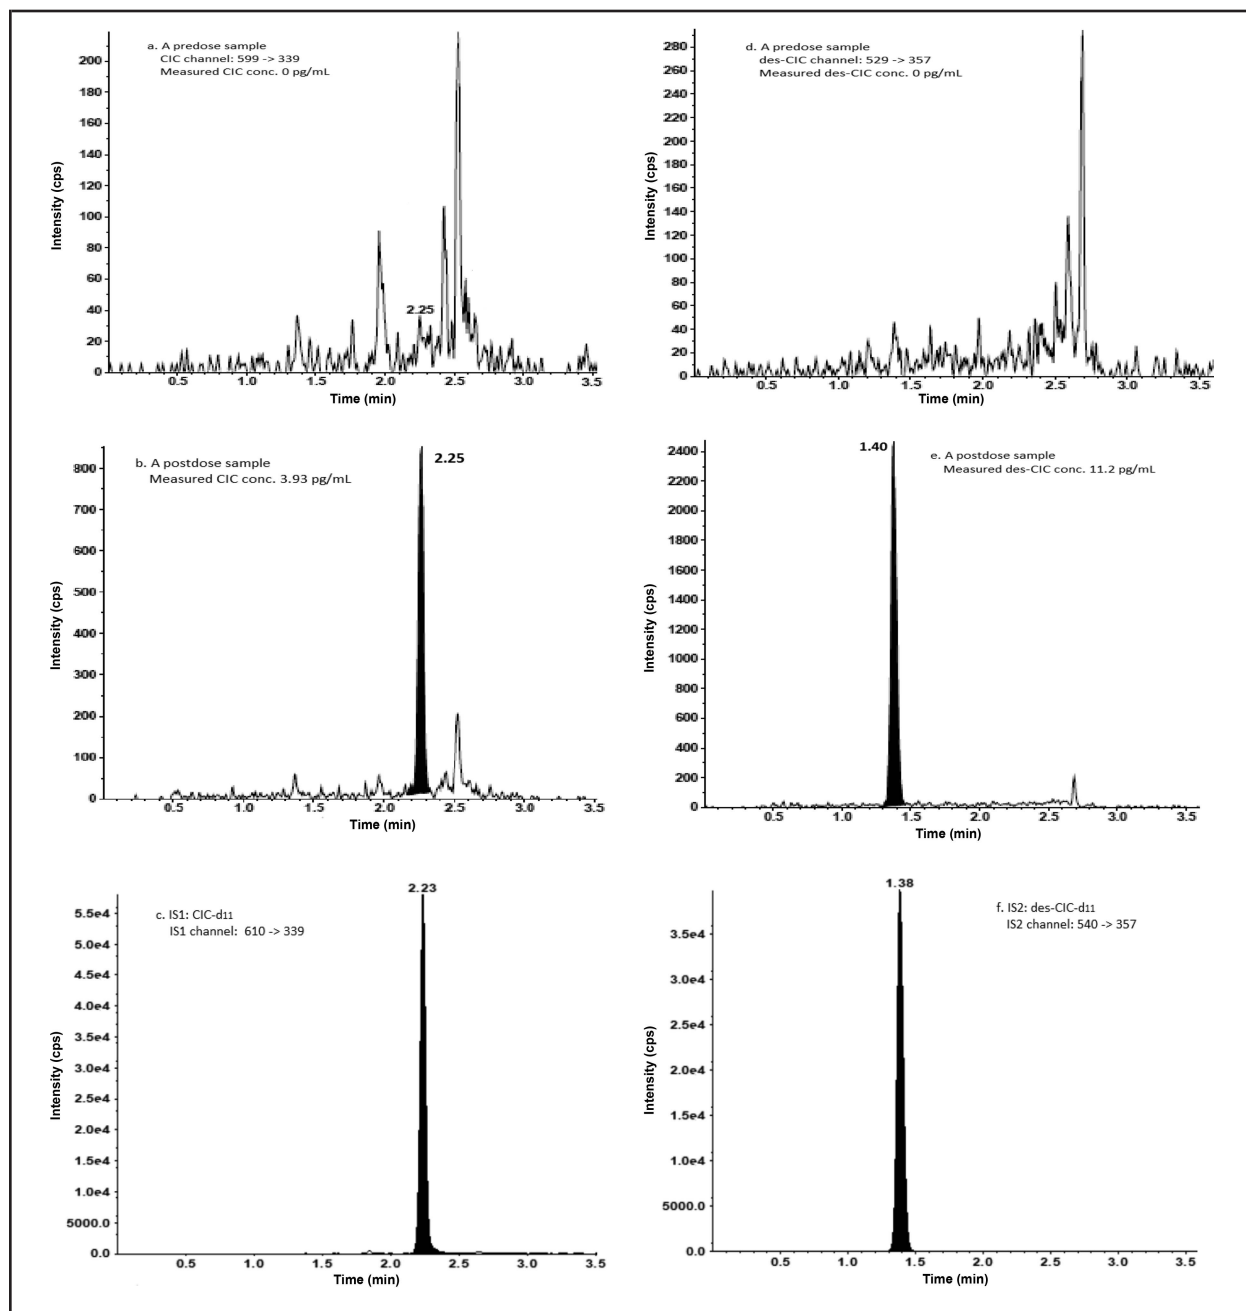 a. A predose sample
CIC channel: 599 -> 339
Measured CIC conc. 0 pg/mL
200
180
160
140
120
100
80
60
40
20
0
2.25
0.5 1.0 1.5 2.0 2.5 3.0 3.5
Time (min)
Intensity (cps)
d. A predose sample
des-CIC channel: 529 -> 357
Measured des-CIC conc. 0 pg/mL
280
260
240
220
200
180
160
140
120
100
80
60
40
20
0
0.5 1.0 1.5 2.0 2.5 3.0 3.5
Time (min)
Intensity (cps)
b. A postdose sample
Measured CIC conc. 3.93 pg/mL
2.25
800
700
600
500
400
300
200
100
0
0.5 1.0 1.5 2.0 2.5 3.0 3.5
Time (min)
Intensity (cps)
1.40
e. A postdose sample
Measured des-CIC conc. 11.2 pg/mL
2400
2200
2000
1800
1600
1400
1200
1000
800
600
400
200
0
0.5 1.0 1.5 2.0 2.5 3.0 3.5
Time (min)
Intensity (cps)
2.23
c. IS1: CIC-d11
IS1 channel: 610 -> 339
5.5e4
5.0e4
4.5e4
4.0e4
3.5e4
3.0e4
2.5e4
2.0e4
1.5e4
1.0e4
5000.0
0.0
0.5 1.0 1.5 2.0 2.5 3.0 3.5
Time (min)
Intensity (cps)
1.38
f. IS2: des-CIC-d11
IS2 channel: 540 -> 357
3.5e4
3.0e4
2.5e4
2.0e4
1.5e4
1.0e4
5000.0
0.0
0.5 1.0 1.5 2.0 2.5 3.0 3.5
Time (min)
Intensity (cps)